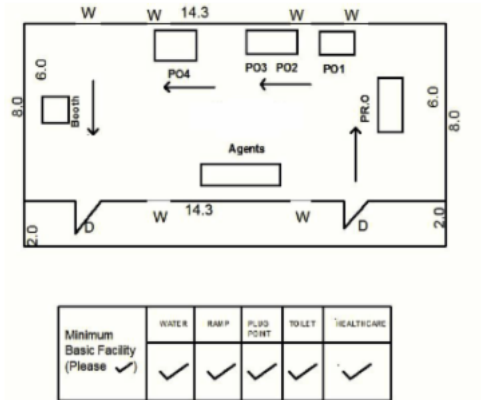 W W 14.3 W W
PO4 PO3 PO2 PO1
6.0
8.0
Booth
PR.O
6.0
8.0
Agents
W 14.3 W
D D
2.0 2.0
Minimum
Basic Facility
(Please ✓)
WATER RAMP PLUG POINT TOILET HEALTHCARE
✓ ✓ ✓ ✓ ✓